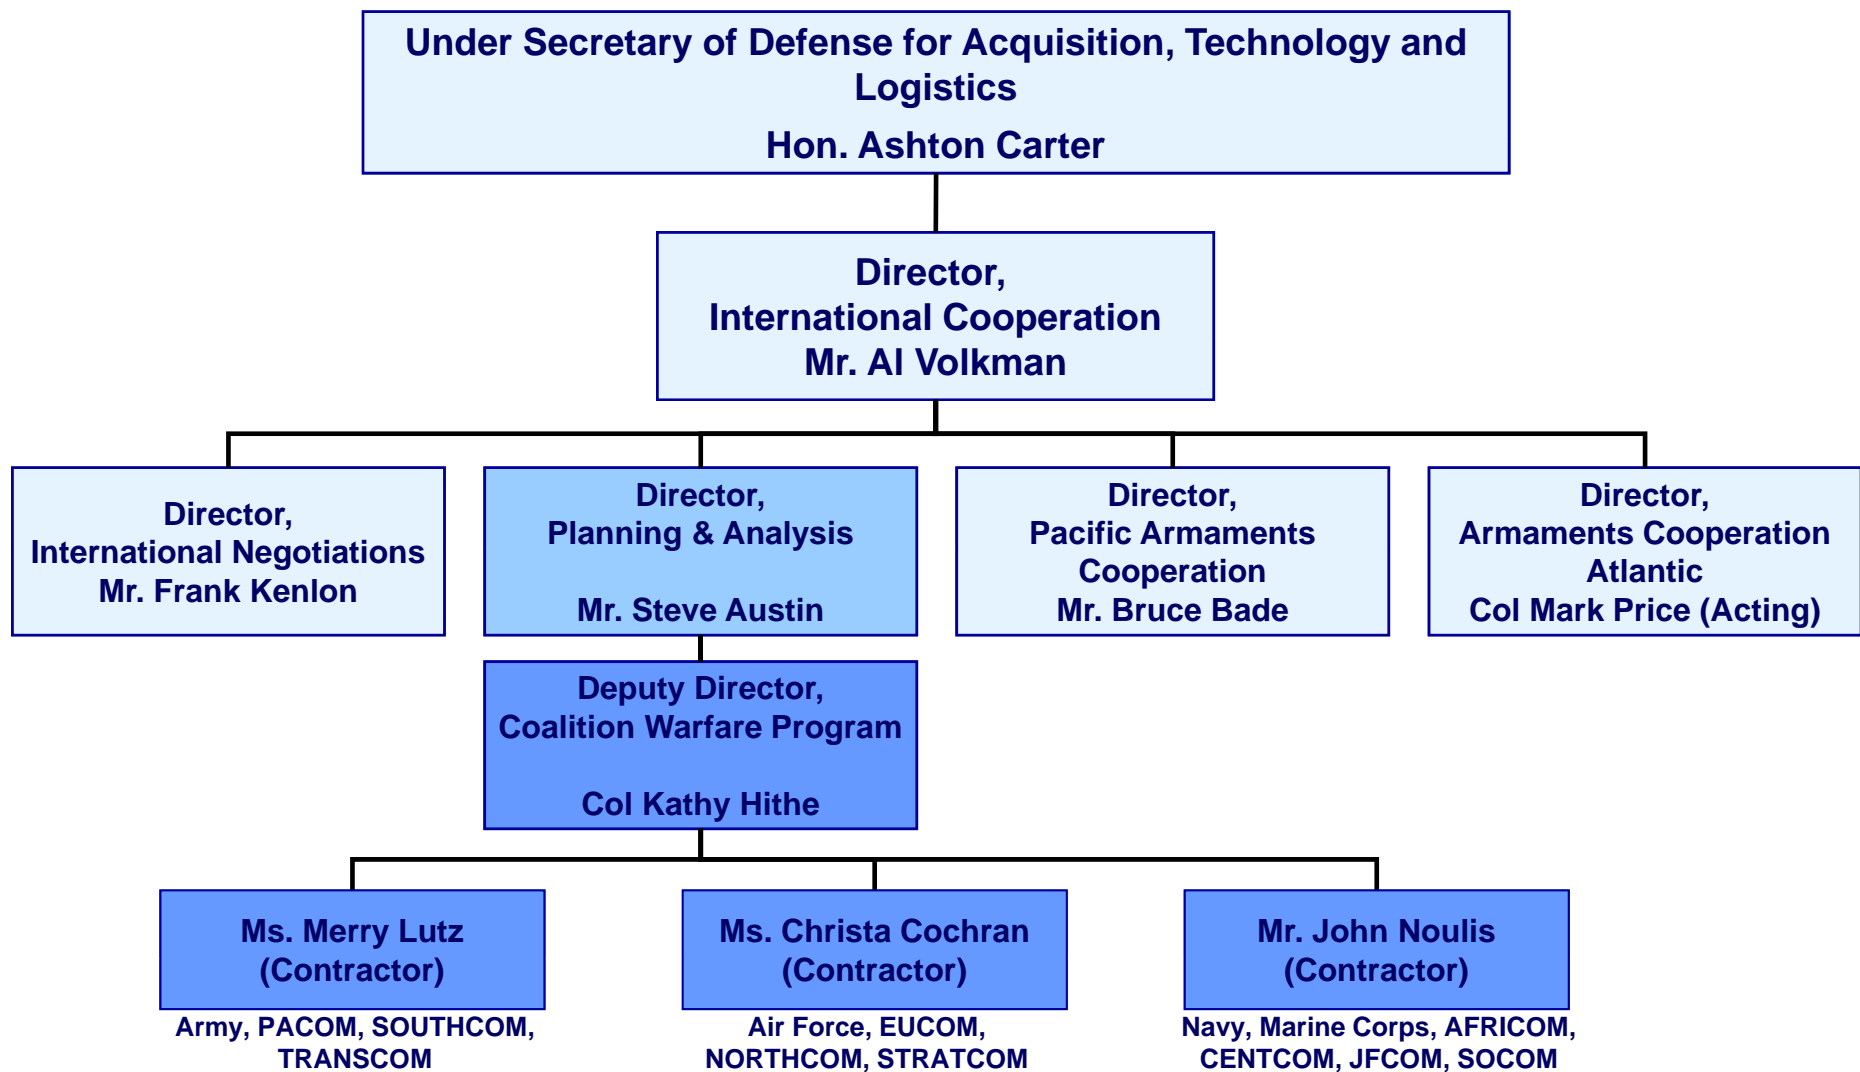 Under Secretary of Defense for Acquisition, Technology and
Logistics
Hon. Ashton Carter
Director,
International Cooperation
Mr. Al Volkman
Director,
International Negotiations
Mr. Frank Kenlon
Director,
Planning & Analysis
Mr. Steve Austin
Director,
Pacific Armaments
Cooperation
Mr. Bruce Bade
Director,
Armaments Cooperation
Atlantic
Col Mark Price (Acting)
Deputy Director,
Coalition Warfare Program
Col Kathy Hithe
Ms. Merry Lutz
(Contractor)
Army, PACOM, SOUTHCOM,
TRANSCOM
Ms. Christa Cochran
(Contractor)
Air Force, EUCOM,
NORTHCOM, STRATCOM
Mr. John Noulis
(Contractor)
Navy, Marine Corps, AFRICOM,
CENTCOM, JFCOM, SOCOM